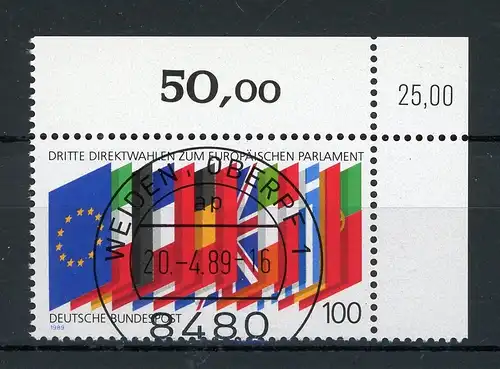 50,00
25,00
DRITTE DIREKTWAHLEN ZUM EUROPÄISCHEN PARLAMENT
WEIDEN, OBERPF 1
ap
20.-4.89-16
8480
DEUTSCHE BUNDESPOST
100
1989